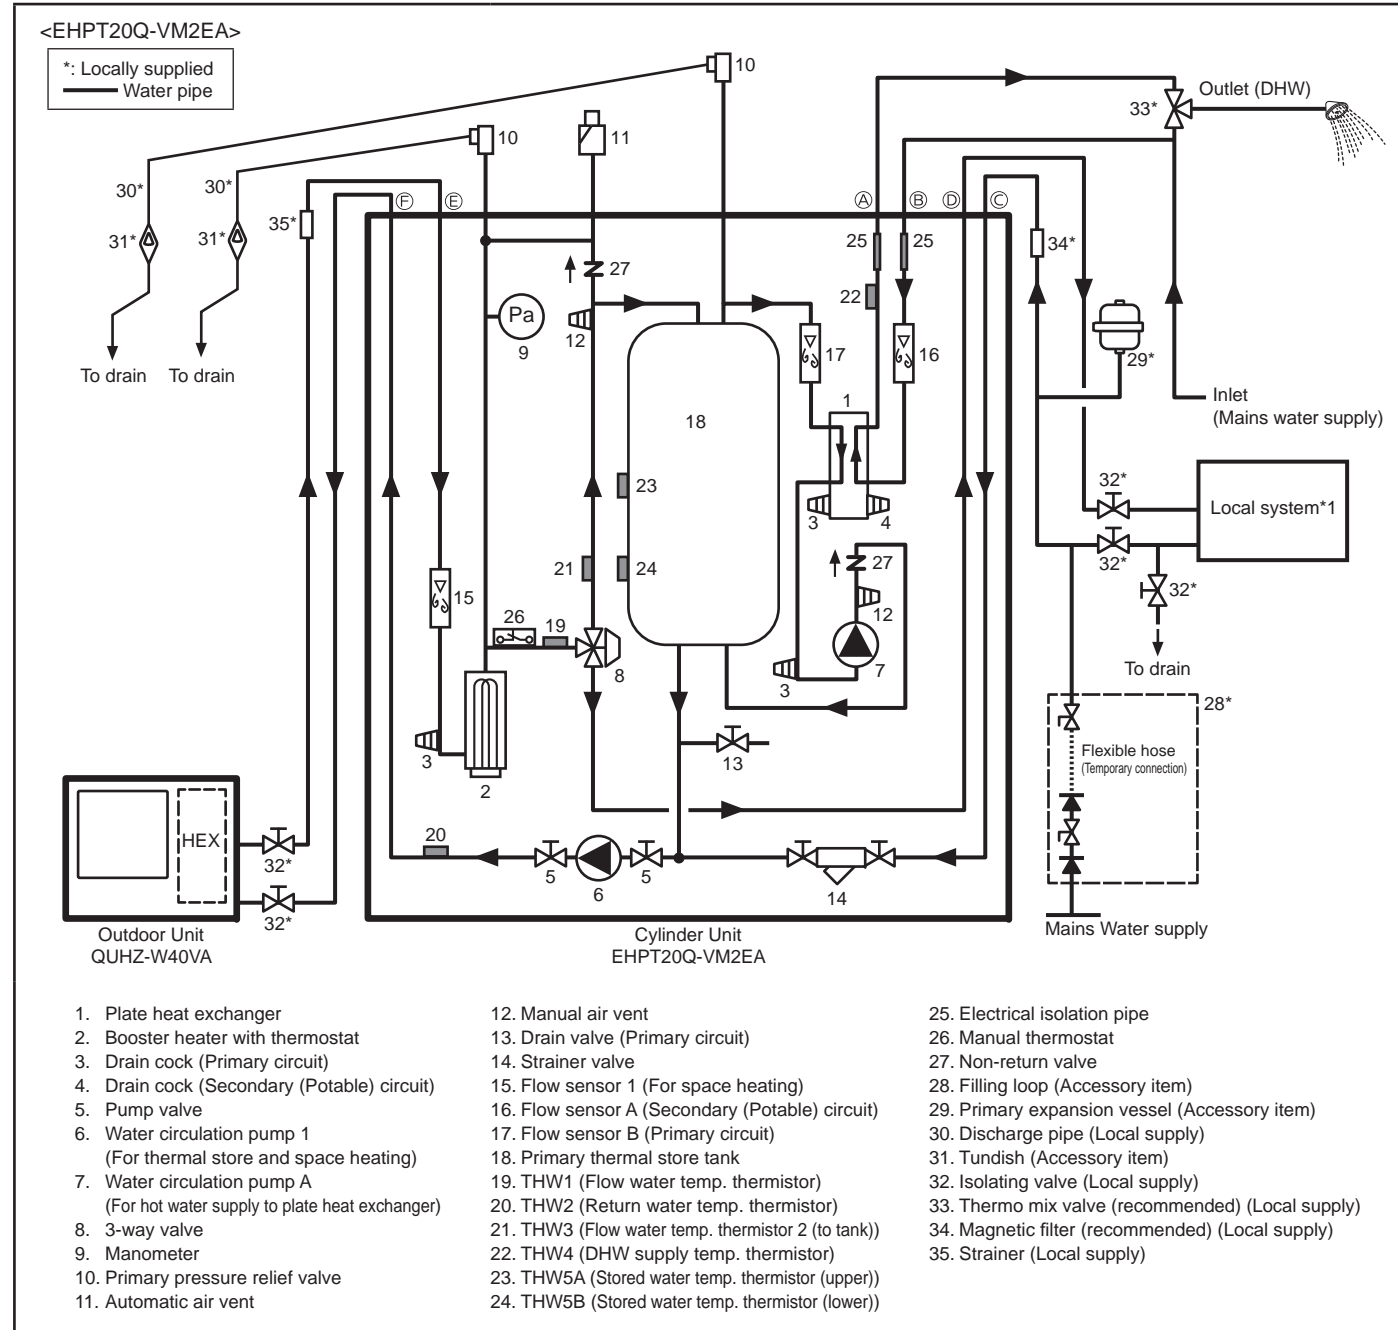 <EHPT20Q-VM2EA>
*: Locally supplied
Water pipe
10
Outlet (DHW)
33*
10
11
30*
30*
Ⓕ
Ⓔ
Ⓐ
Ⓑ
Ⓓ
Ⓒ
35*
31*
31*
25
25
34*
27
22
Pa
9
12
17
16
29*
To drain
To drain
1
Inlet
(Mains water supply)
18
23
32*
Local system*1
3
4
21
24
27
32*
32*
15
12
26
19
8
3
7
To drain
28*
3
2
13
Flexible hose
(Temporary connection)
HEX
20
32*
5
6
5
14
32*
Mains Water supply
Outdoor Unit
QUHZ-W40VA
Cylinder Unit
EHPT20Q-VM2EA
1. Plate heat exchanger
2. Booster heater with thermostat
3. Drain cock (Primary circuit)
4. Drain cock (Secondary (Potable) circuit)
5. Pump valve
6. Water circulation pump 1
(For thermal store and space heating)
7. Water circulation pump A
(For hot water supply to plate heat exchanger)
8. 3-way valve
9. Manometer
10. Primary pressure relief valve
11. Automatic air vent
12. Manual air vent
13. Drain valve (Primary circuit)
14. Strainer valve
15. Flow sensor 1 (For space heating)
16. Flow sensor A (Secondary (Potable) circuit)
17. Flow sensor B (Primary circuit)
18. Primary thermal store tank
19. THW1 (Flow water temp. thermistor)
20. THW2 (Return water temp. thermistor)
21. THW3 (Flow water temp. thermistor 2 (to tank))
22. THW4 (DHW supply temp. thermistor)
23. THW5A (Stored water temp. thermistor (upper))
24. THW5B (Stored water temp. thermistor (lower))
25. Electrical isolation pipe
26. Manual thermostat
27. Non-return valve
28. Filling loop (Accessory item)
29. Primary expansion vessel (Accessory item)
30. Discharge pipe (Local supply)
31. Tundish (Accessory item)
32. Isolating valve (Local supply)
33. Thermo mix valve (recommended) (Local supply)
34. Magnetic filter (recommended) (Local supply)
35. Strainer (Local supply)